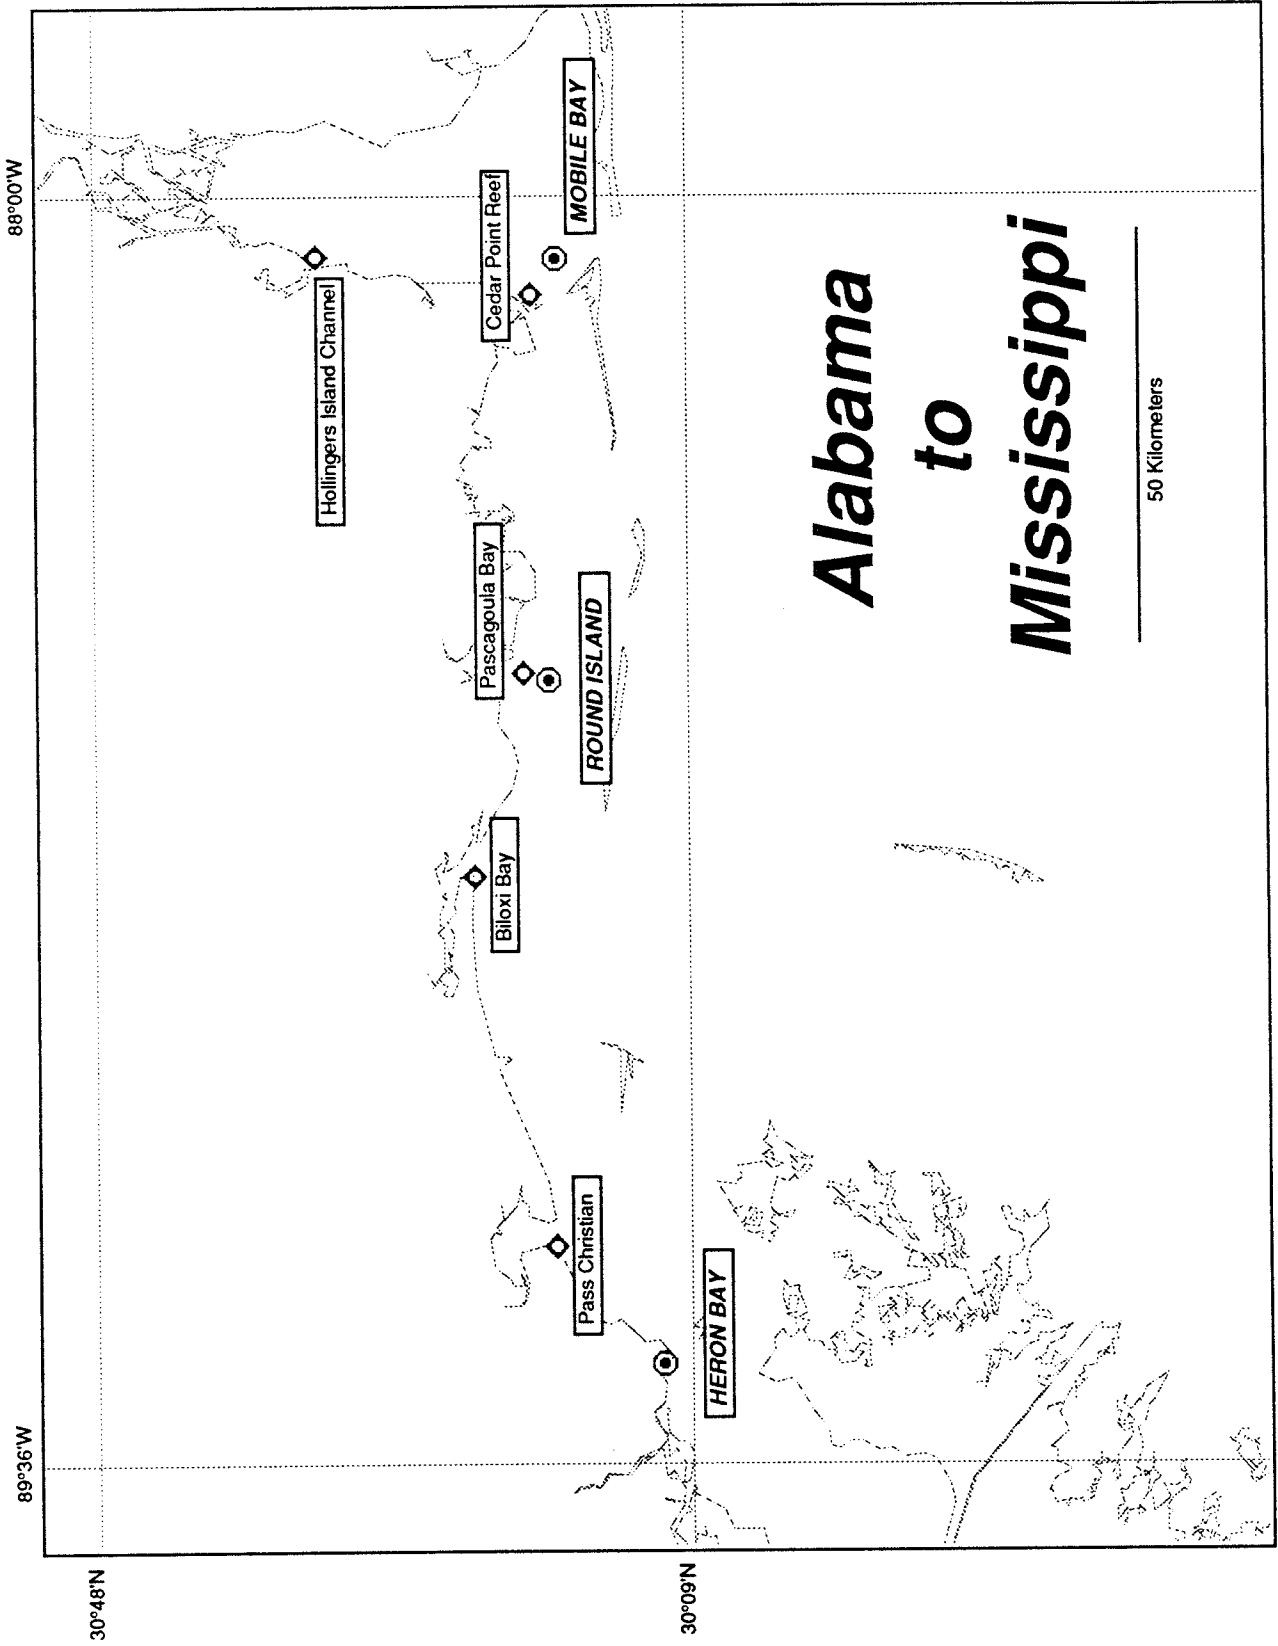 88°00'W
89°36'W
30°48'N
30°09'N
Hollingers Island Channel
Cedar Point Reef
MOBILE BAY
Pascagoula Bay
ROUND ISLAND
Biloxi Bay
Pass Christian
HERON BAY
Alabama
to
Mississippi
50 Kilometers